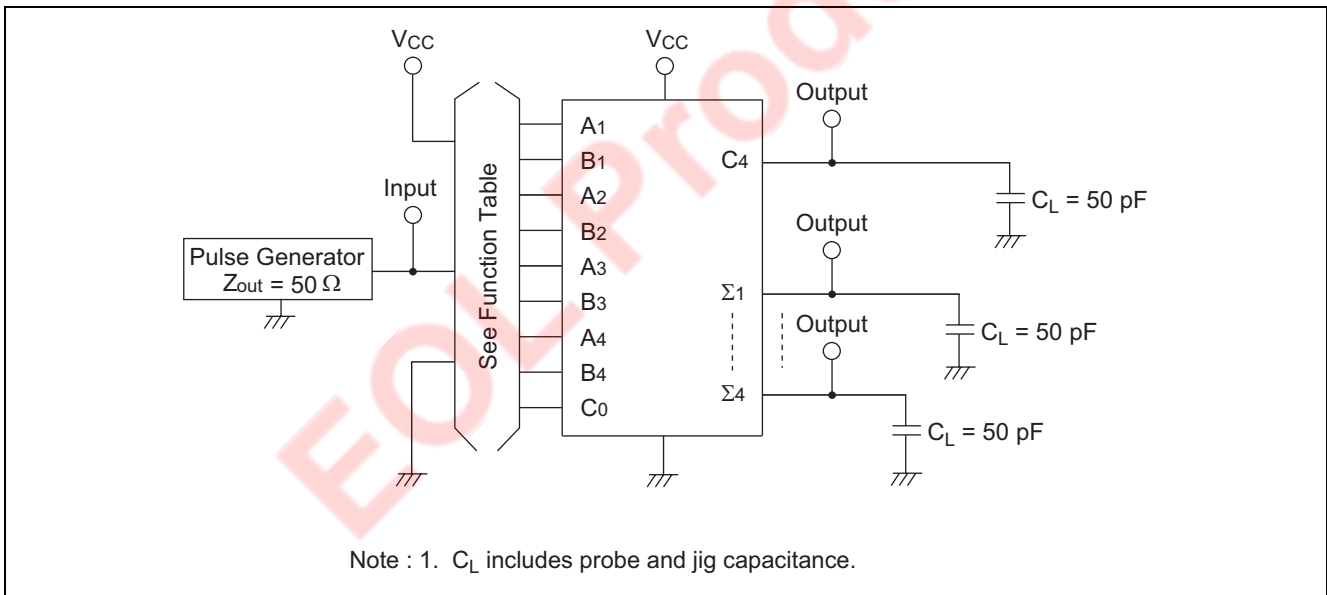 VCC
VCC
Output
A1
B1
C4
Input
A2
CL = 50 pF
See Function Table
B2
Output
Pulse Generator
Zout = 50 Ω
A3
B3
Σ1
Output
A4
CL = 50 pF
B4
Σ4
C0
CL = 50 pF
Note : 1. CL includes probe and jig capacitance.
EOL Prod